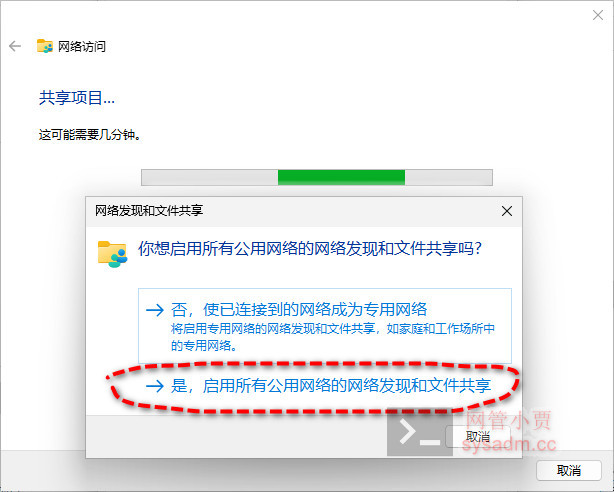 网络访问
共享项目...
这可能需要几分钟。
网络发现和文件共享
你想启用所有公用网络的网络发现和文件共享吗?
否，使已连接到的网络成为专用网络
将启用专用网络的网络发现和文件共享，如家庭和工作场所中
的专用网络。
是，启用所有公用网络的网络发现和文件共享
取消
网管小贾
sysadm.cc
取消